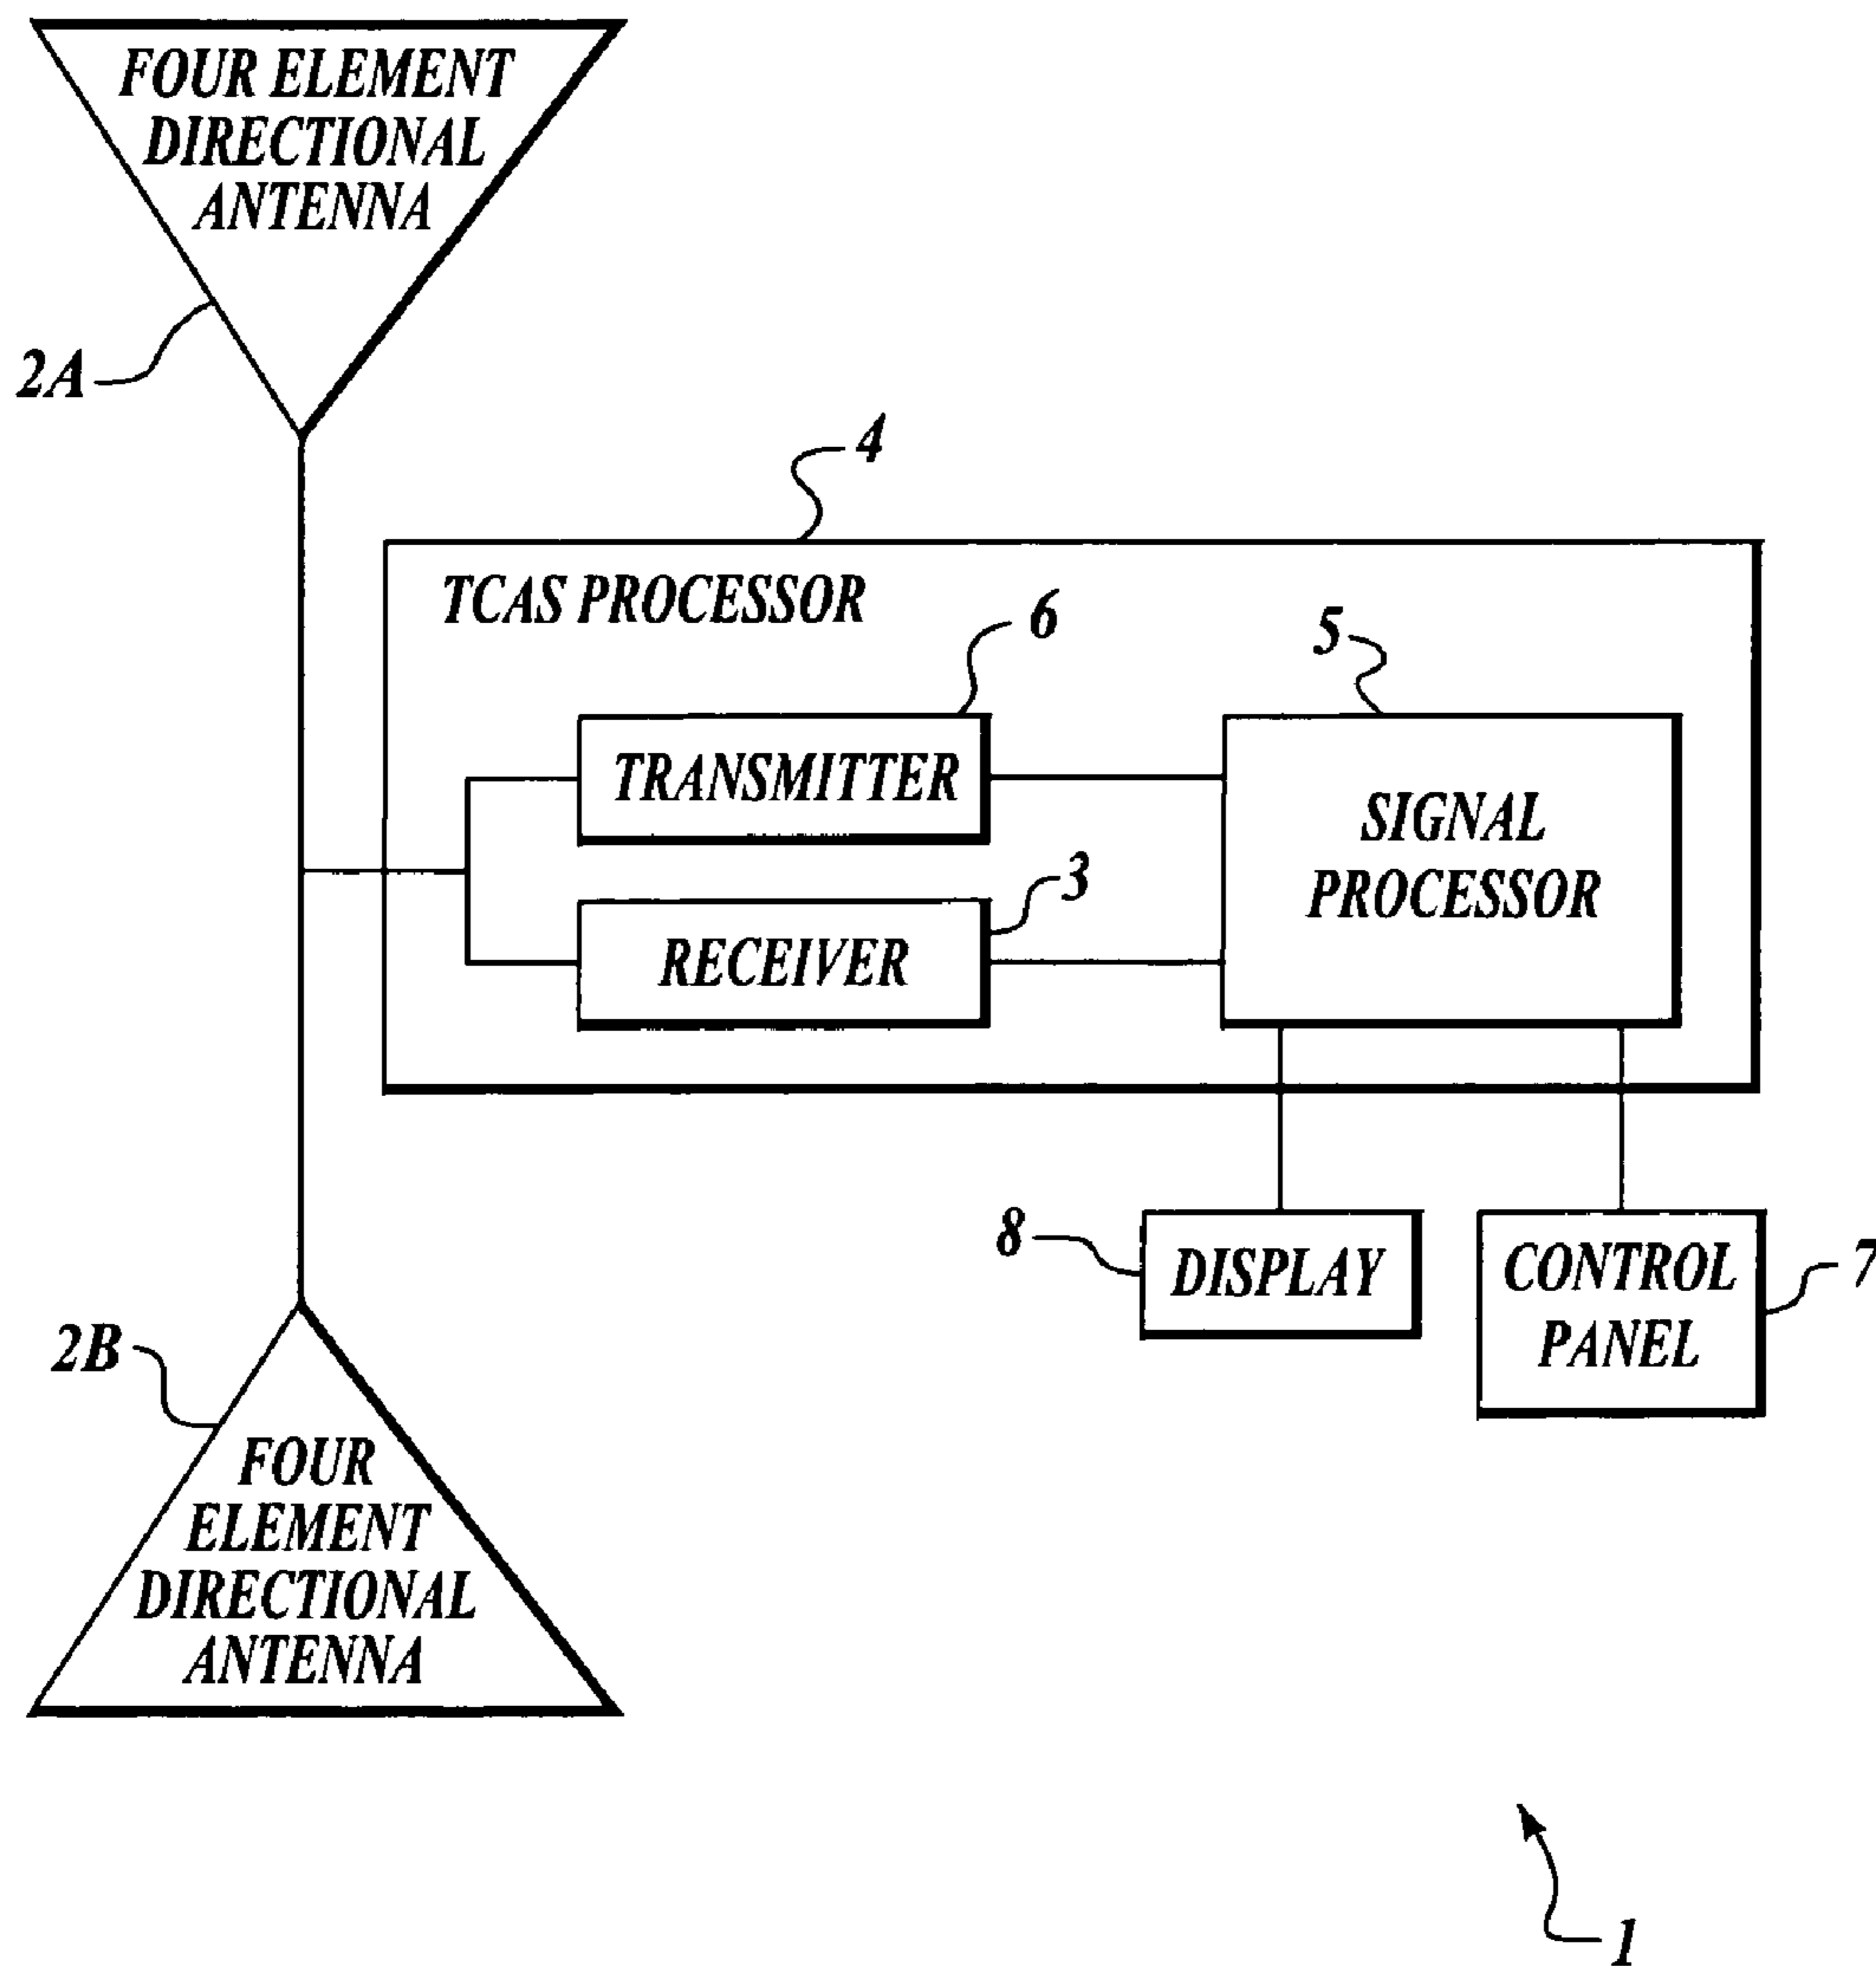 FOUR ELEMENT
DIRECTIONAL
ANTENNA
2A
4
TCAS PROCESSOR
6
5
TRANSMITTER
SIGNAL
PROCESSOR
3
RECEIVER
8
DISPLAY
CONTROL
PANEL
7
2B
FOUR
ELEMENT
DIRECTIONAL
ANTENNA
1